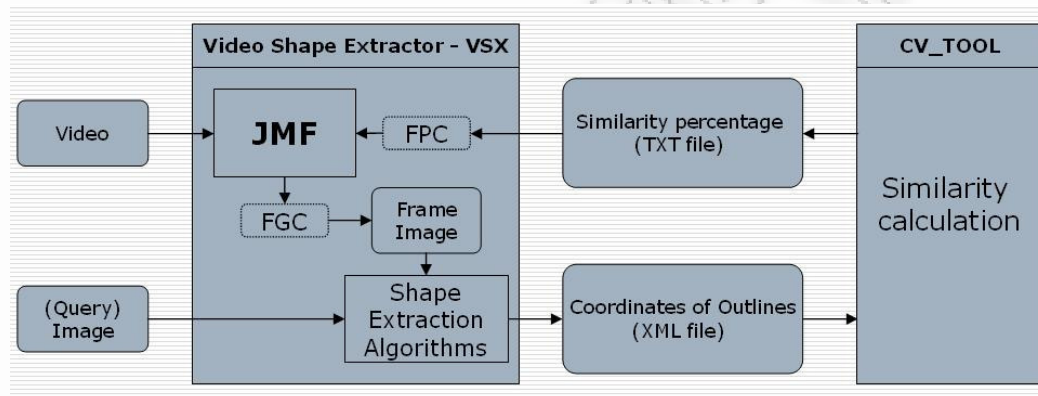 Video Shape Extractor - VSX
CV_TOOL
Video
JMF
FPC
Similarity percentage
(TXT file)
FGC
Frame
Image
Similarity
calculation
(Query)
Image
Shape
Extraction
Algorithms
Coordinates of Outlines
(XML file)